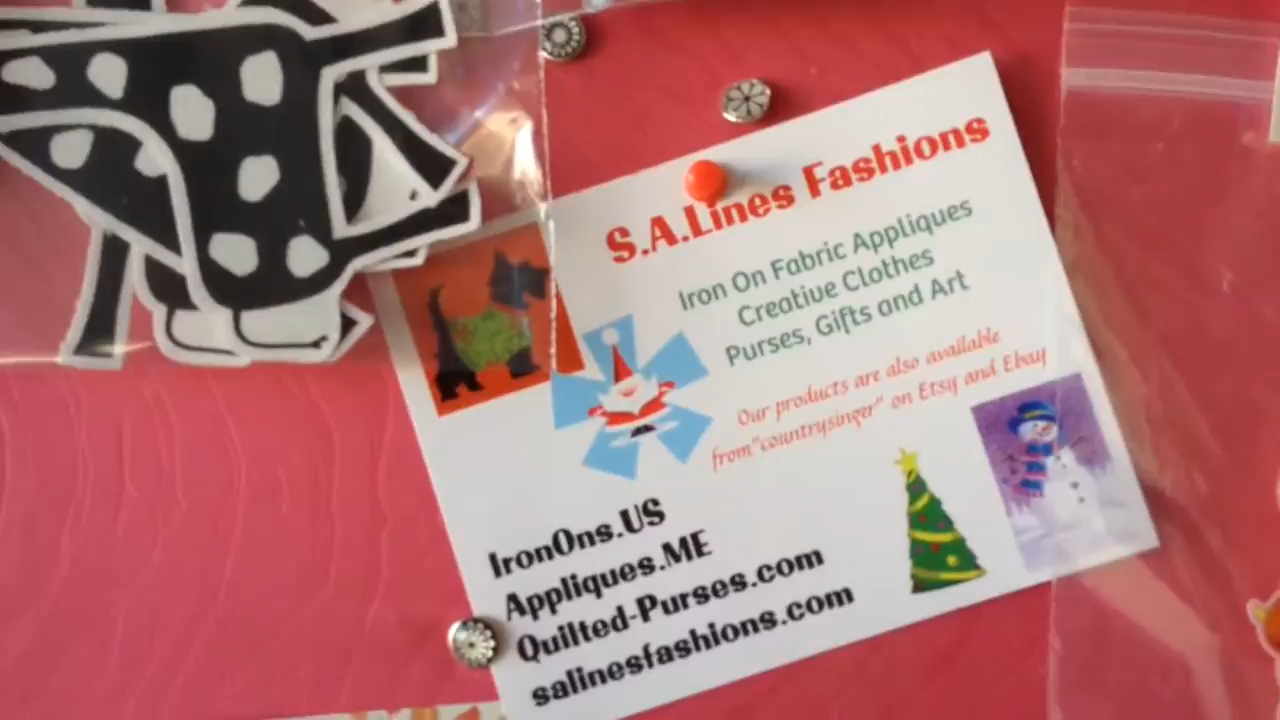 S.A.Lines Fashions
Iron On Fabric Appliques
Creative Clothes
Purses, Gifts and Art
Our products are also available
from"countrysinger" on Etsy and Ebay
IronOns.US
Appliques.ME
Quilted-Purses.com
salinesfashions.com